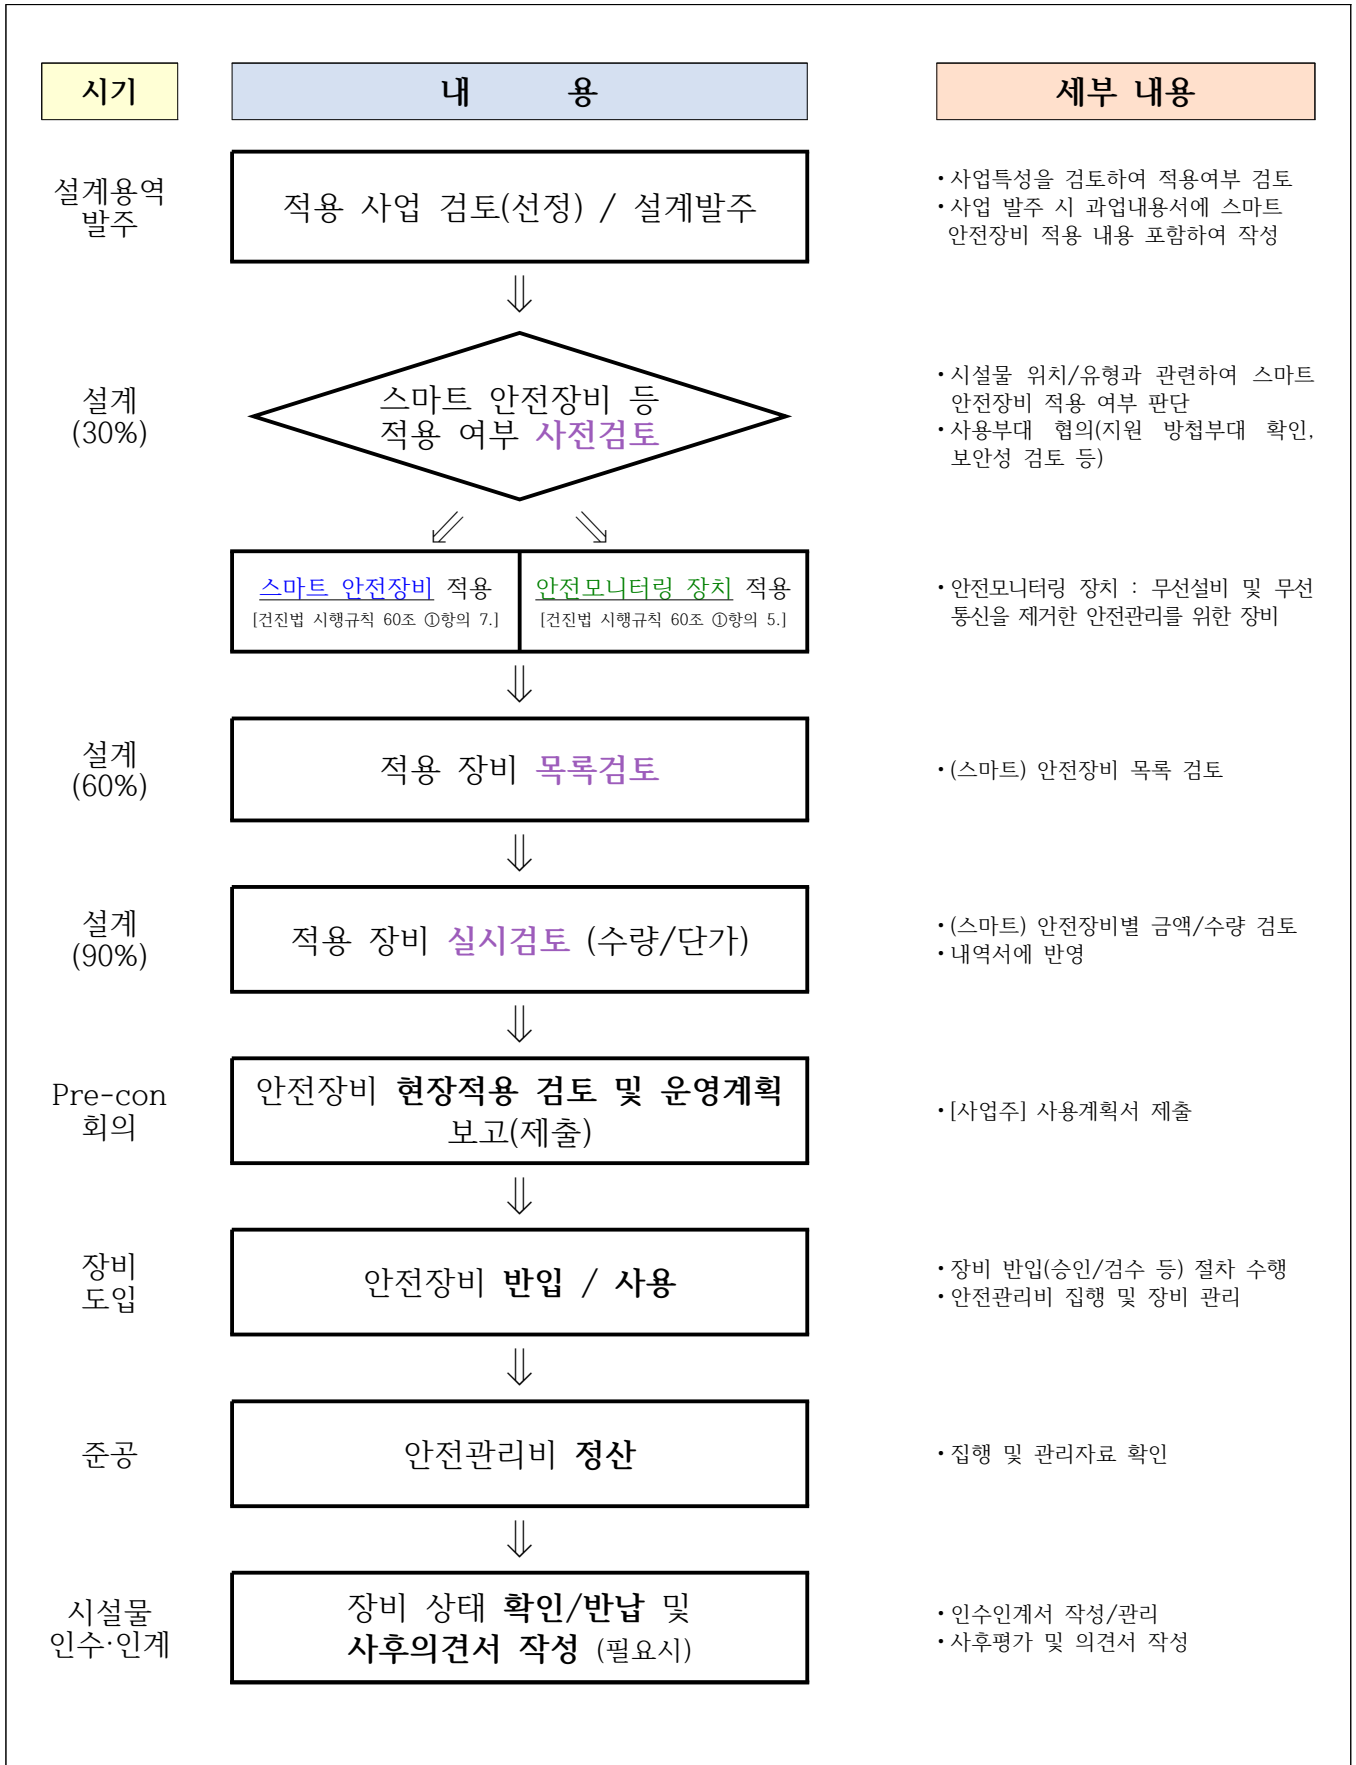 시기
내 용
세부 내용
설계용역
발주
적용 사업 검토(선정) / 설계발주
• 사업특성을 검토하여 적용여부 검토
• 사업 발주 시 과업내용서에 스마트
안전장비 적용 내용 포함하여 작성
⇓
설계
(30%)
스마트 안전장비 등
적용 여부 사전검토
• 시설물 위치/유형과 관련하여 스마트
안전장비 적용 여부 판단
• 사용부대 협의(지원 방첩부대 확인,
보안성 검토 등)
스마트 안전장비 적용
[건진법 시행규칙 60조 ①항의 7.]
안전모니터링 장치 적용
[건진법 시행규칙 60조 ①항의 5.]
• 안전모니터링 장치 : 무선설비 및 무선
통신을 제거한 안전관리를 위한 장비
⇓
설계
(60%)
적용 장비 목록검토
• (스마트) 안전장비 목록 검토
⇓
설계
(90%)
적용 장비 실시검토 (수량/단가)
• (스마트) 안전장비별 금액/수량 검토
• 내역서에 반영
⇓
Pre-con
회의
안전장비 현장적용 검토 및 운영계획
보고(제출)
• [사업주] 사용계획서 제출
⇓
장비
도입
안전장비 반입 / 사용
• 장비 반입(승인/검수 등) 절차 수행
• 안전관리비 집행 및 장비 관리
⇓
준공
안전관리비 정산
• 집행 및 관리자료 확인
⇓
시설물
인수·인계
장비 상태 확인/반납 및
사후의견서 작성 (필요시)
• 인수인계서 작성/관리
• 사후평가 및 의견서 작성